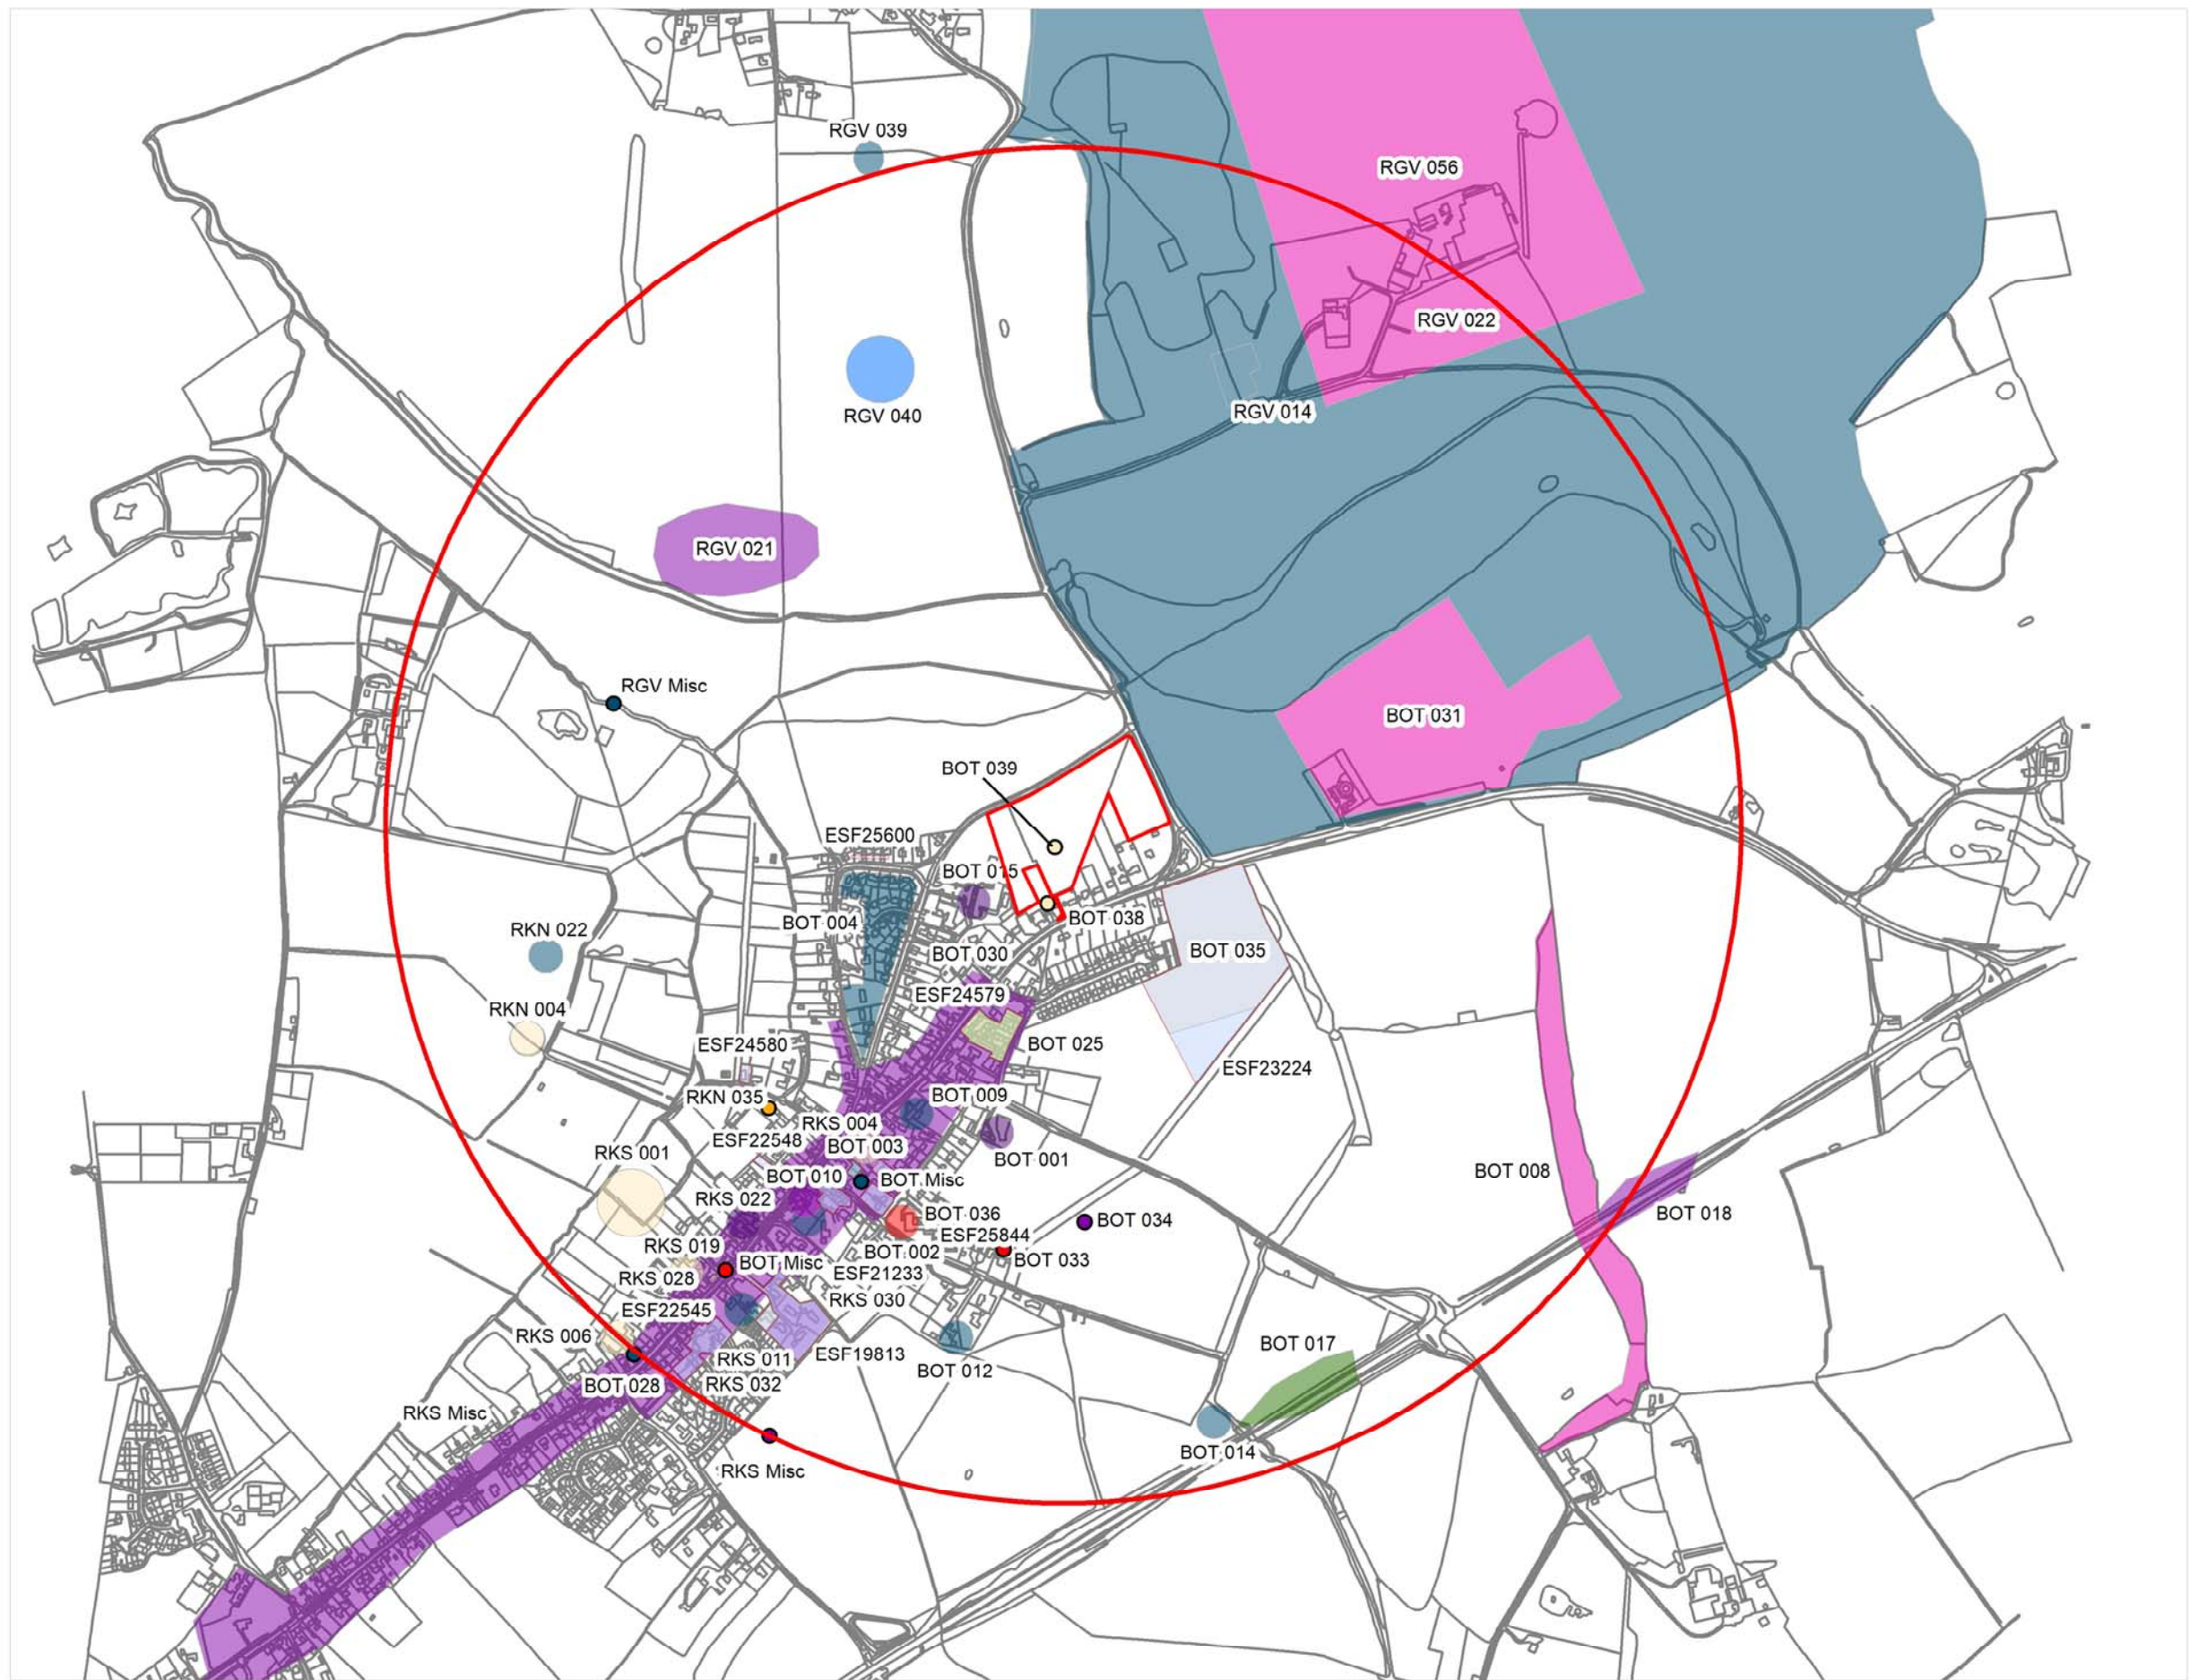 RGV 039
RGV 056
RGV 022
RGV 040
RGV 014
RGV 021
RGV Misc
BOT 031
BOT 039
ESF25600
BOT 015
BOT 004
BOT 038
RKN 022
BOT 030
BOT 035
ESF24579
RKN 004
ESF24580
BOT 025
ESF23224
RKN 035
BOT 009
RKS 004
ESF22548
BOT 003
RKS 001
BOT 001
BOT 010
BOT Misc
BOT 008
RKS 022
BOT 036
BOT 034
BOT 018
ESF25844
RKS 019
BOT 002
BOT Misc
BOT 033
RKS 028
ESF21233
RKS 030
ESF22545
RKS 006
BOT 017
ESF19813
RKS 011
BOT 012
BOT 028
RKS 032
RKS Misc
BOT 014
RKS Misc